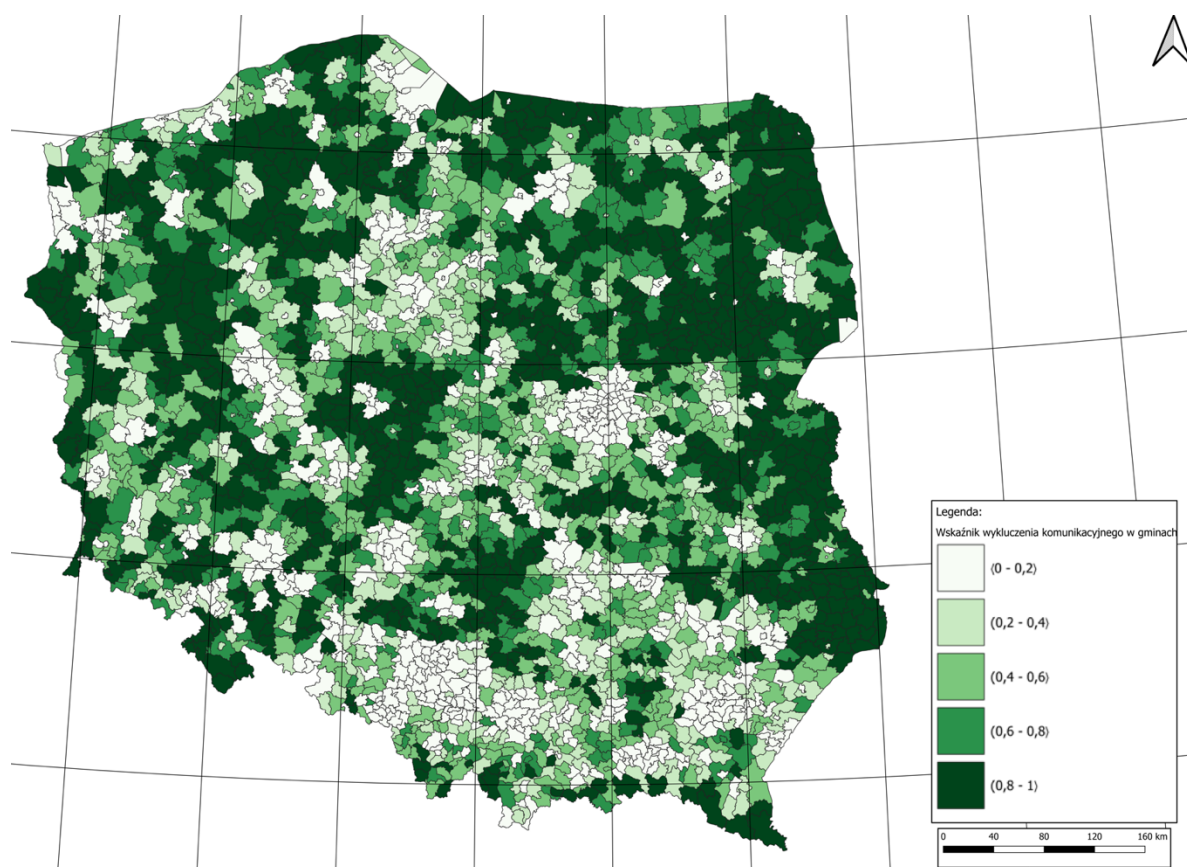 Legenda:
Wskaźnik wykluczenia komunikacyjnego w gminach
⟨0 - 0,2⟩
⟨0,2 - 0,4⟩
⟨0,4 - 0,6⟩
⟨0,6 - 0,8⟩
⟨0,8 - 1⟩
0 40 80 120 160 km